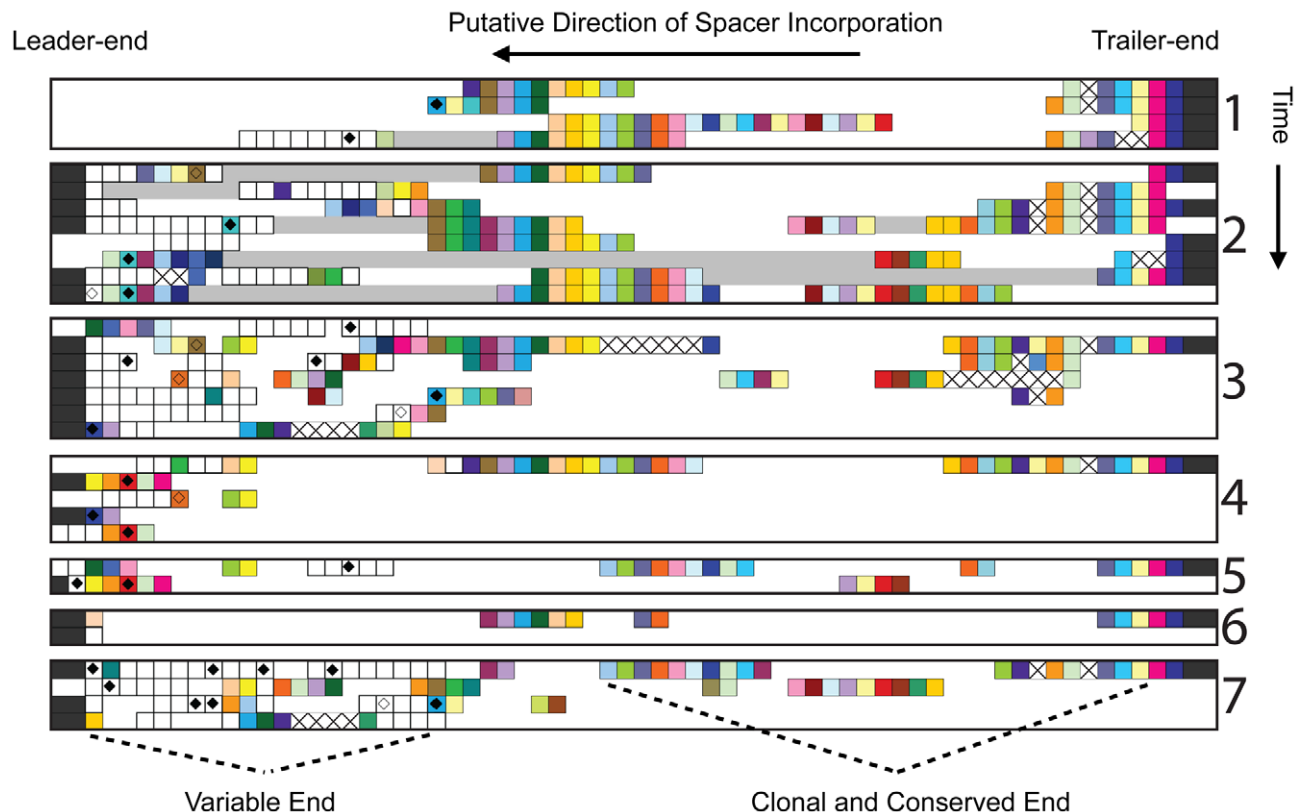 Putative Direction of Spacer Incorporation
Leader-end
Trailer-end
1
Time
2
3
4
5
6
7
Variable End
Clonal and Conserved End